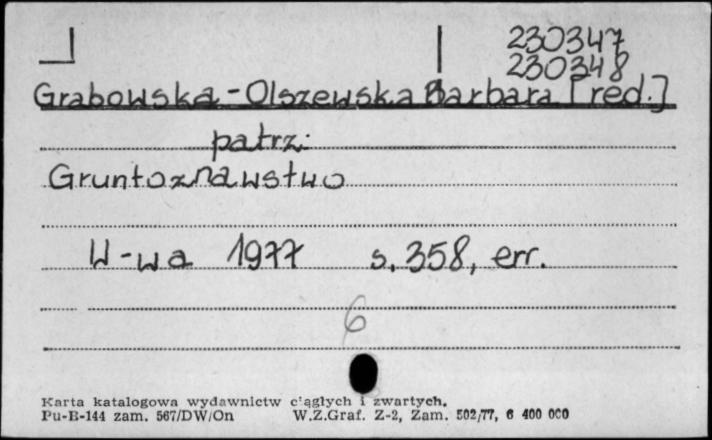 230347
230348
Grabowska-Olszewska Barbara [red.]
patrz:
Gruntoznawstwo
W-wa 1977 s. 358, err.
6
Karta katalogowa wydawnictw ciągłych i zwartych.
Pu-B-144 zam. 567/DW/On W.Z.Graf. Z-2, Zam. 502/77, 6 400 000